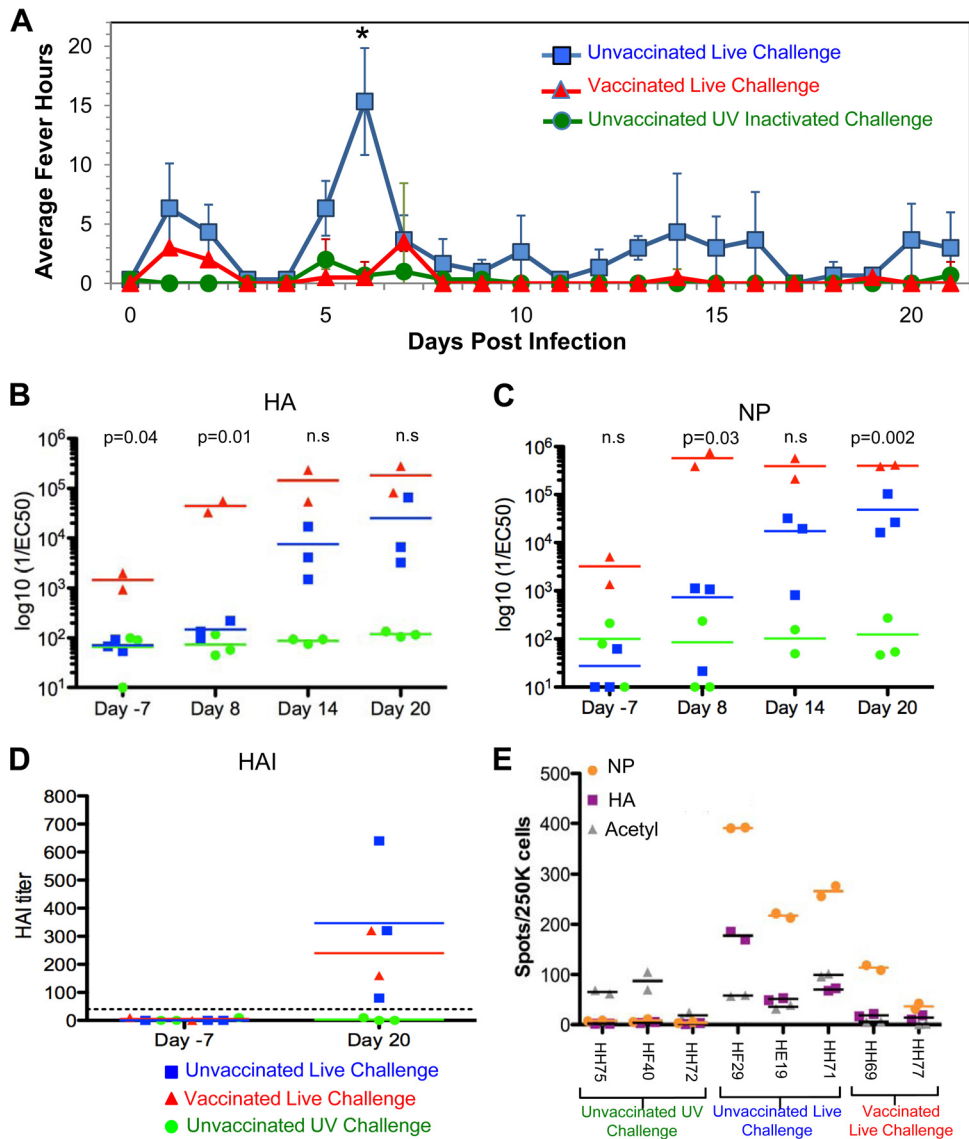 A
*
Average Fever Hours
20
15
10
5
0
Unvaccinated Live Challenge
Vaccinated Live Challenge
Unvaccinated UV Inactivated Challenge
0 5 10 15 20
Days Post Infection
B
HA
p=0.04 p=0.01 n.s n.s
log10 (1/EC50)
10⁶
10⁵
10⁴
10³
10²
10¹
Day -7 Day 8 Day 14 Day 20
C
NP
n.s p=0.03 n.s p=0.002
log10 (1/EC50)
10⁶
10⁵
10⁴
10³
10²
10¹
Day -7 Day 8 Day 14 Day 20
D
HAI
HAI titer
800
700
600
500
400
300
200
100
0
Day -7 Day 20
Unvaccinated Live Challenge
Vaccinated Live Challenge
Unvaccinated UV Challenge
E
NP
HA
Acetyl
Spots/250K cells
500
400
300
200
100
0
HH75 HF40 HH72 HF29 HE19 HH71 HH69 HH77
Unvaccinated UV Challenge
Unvaccinated Live Challenge
Vaccinated Live Challenge